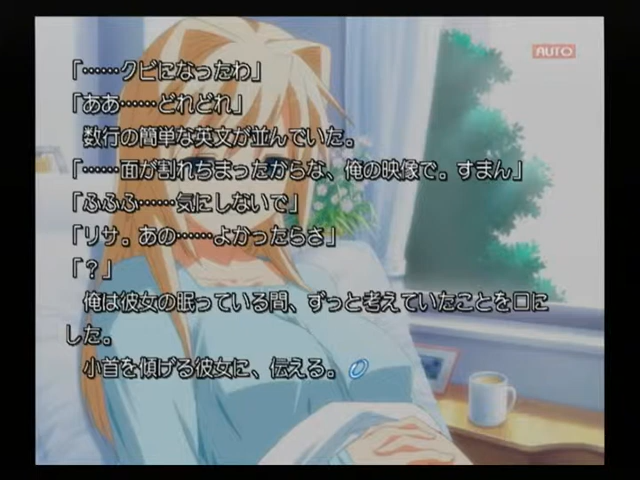 AUTO
「……クビになったわ」
「ああ……どれどれ」
数行の簡単な英文が並んでいた。
「……面が割れちまったからな、俺の映像で。すまん」
「ふふふ……気にしないで」
「リサ。あの……よかったらさ」
「？」
俺は彼女の眠っている間、ずっと考えていたことを口に
した。
小首を傾げる彼女に、伝える。